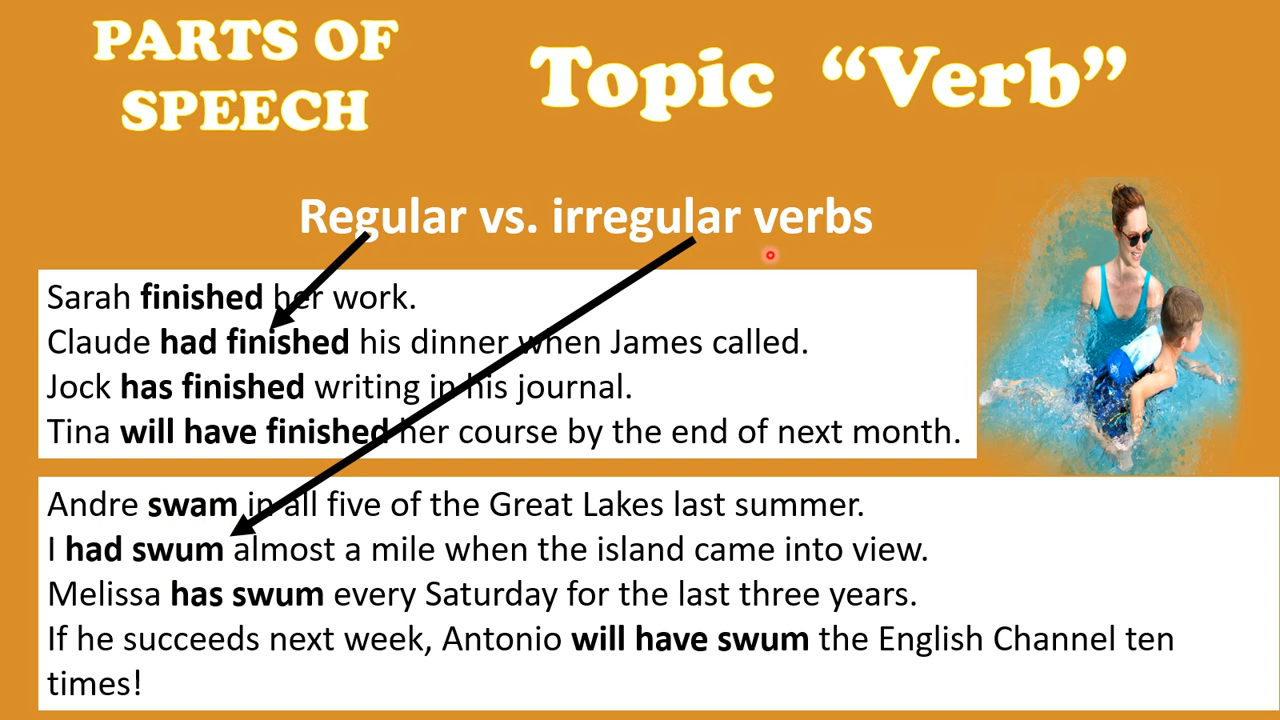 PARTS OF
SPEECH
Topic “Verb”
Regular vs. irregular verbs
Sarah finished her work.
Claude had finished his dinner when James called.
Jock has finished writing in his journal.
Tina will have finished her course by the end of next month.
Andre swam in all five of the Great Lakes last summer.
I had swum almost a mile when the island came into view.
Melissa has swum every Saturday for the last three years.
If he succeeds next week, Antonio will have swum the English Channel ten
times!